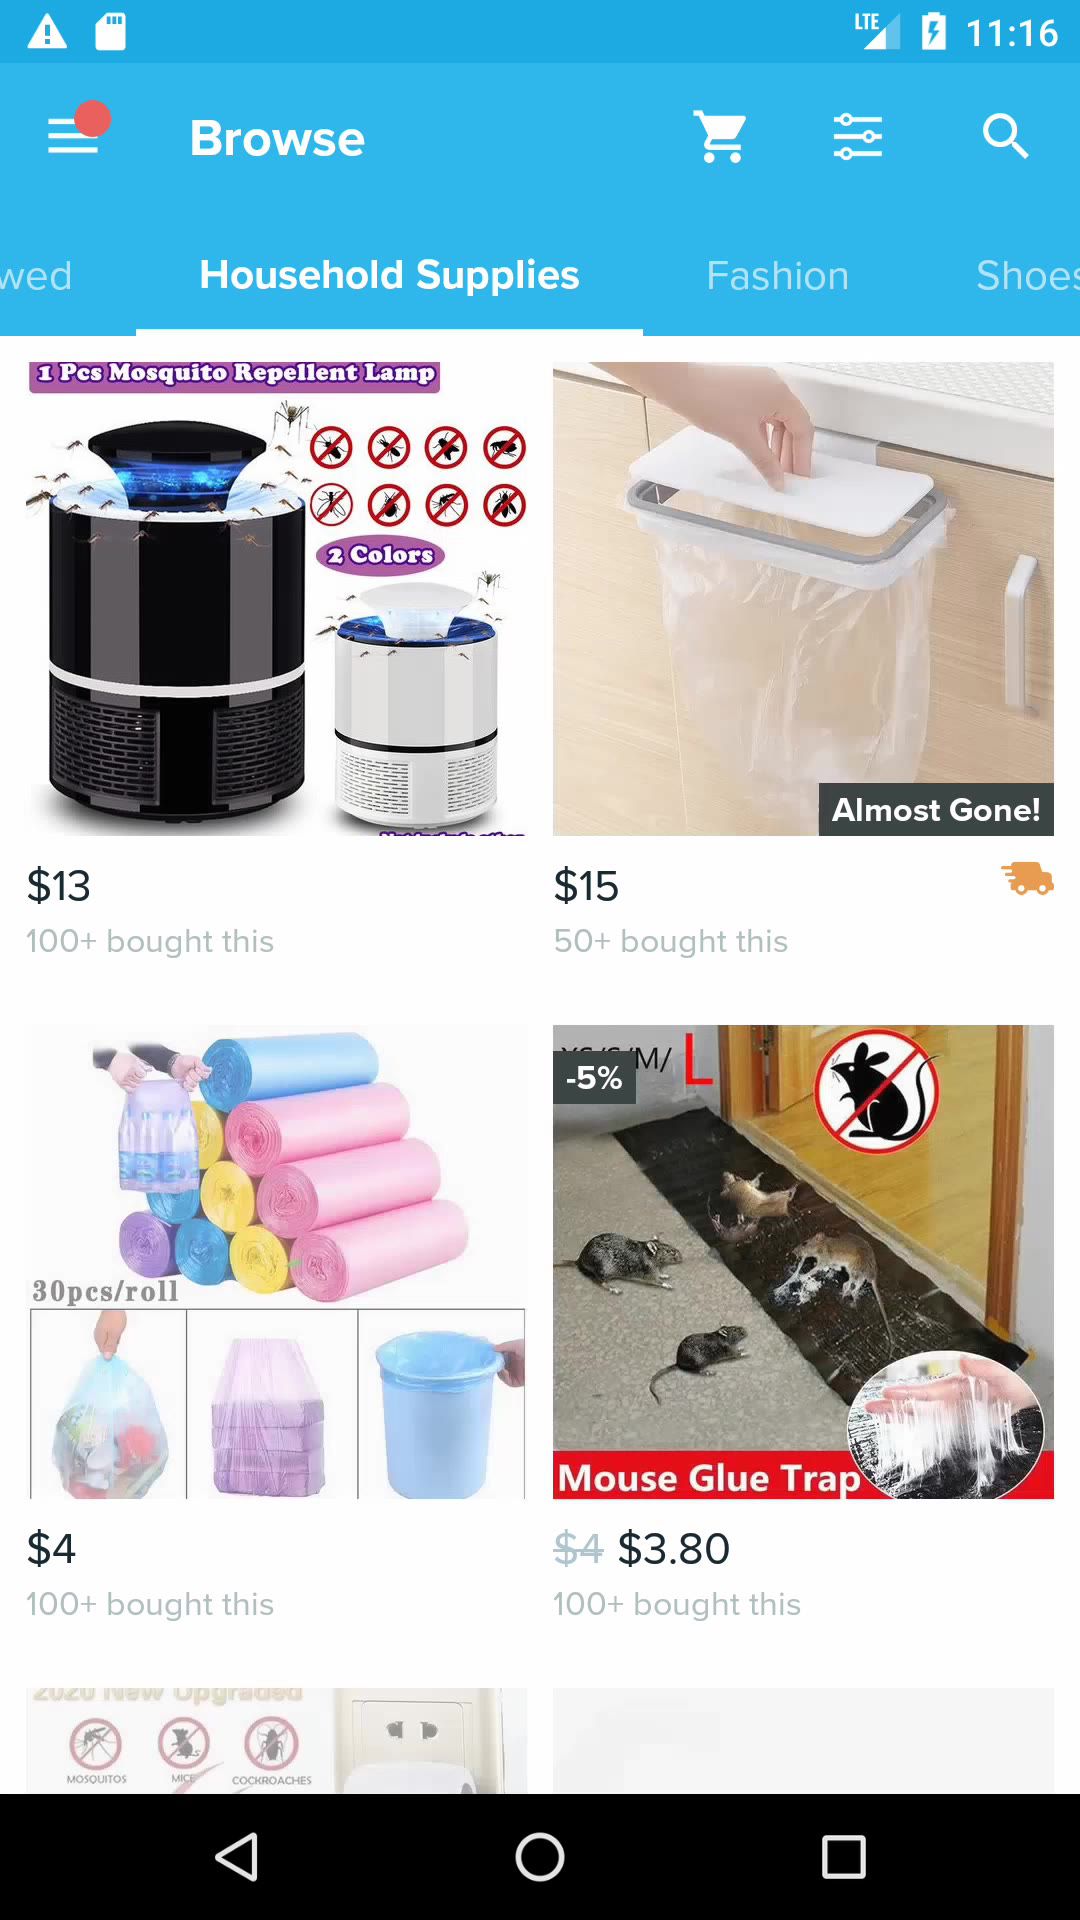 LTE 11:16
Browse
wed Household Supplies Fashion Shoes
1 Pcs Mosquito Repellent Lamp
2 Colors
Almost Gone!
$13
100+ bought this
$15
50+ bought this
30pcs/roll
$4
100+ bought this
M/ L
-5%
Mouse Glue Trap
$4 $3.80
100+ bought this
2020 New Upgraded
MOSQUITOS MICE COCKROACHES